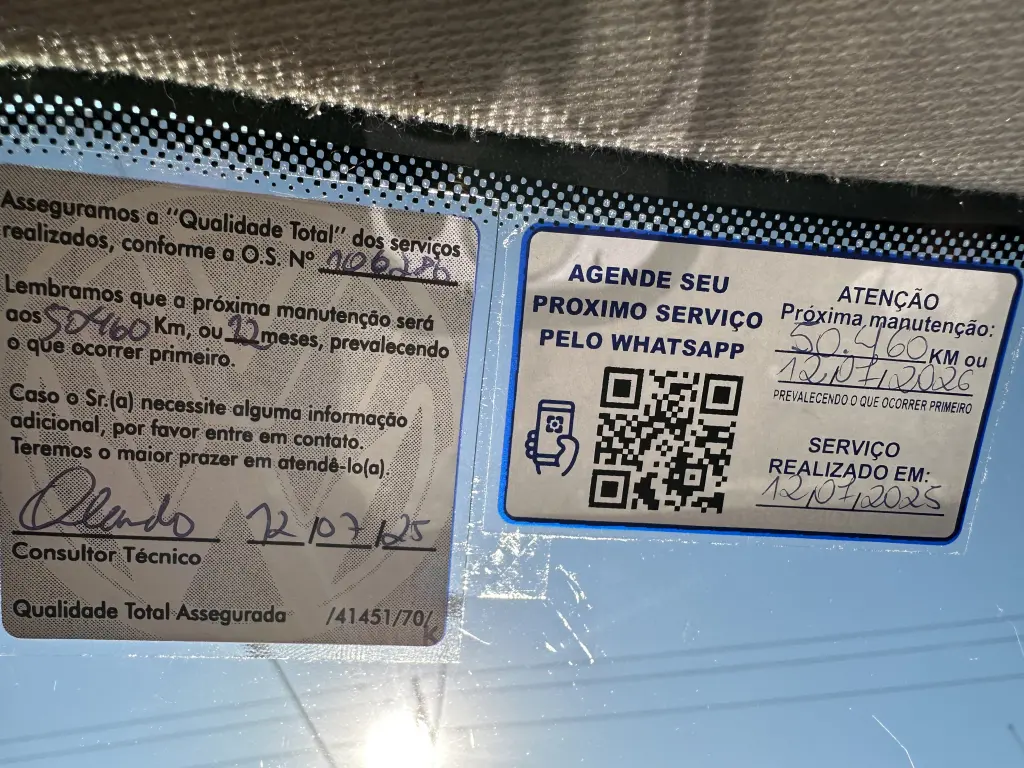 Asseguramos a "Qualidade Total" dos serviços
realizados, conforme a O.S. Nº
Lembramos que a próxima manutenção será
aos 50460 Km, ou 12 meses, prevalecendo
o que ocorrer primeiro.
Caso o Sr.(a) necessite alguma informação
adicional, por favor entre em contato.
Teremos o maior prazer em atendê-lo(a).
Orlando 12/07/25
Consultor Técnico
Qualidade Total Assegurada /41451/70/
K
AGENDE SEU
PROXIMO SERVIÇO
PELO WHATSAPP
ATENÇÃO
Próxima manutenção:
50.460 KM ou
12/07/2026
PREVALECENDO O QUE OCORRER PRIMEIRO
SERVIÇO
REALIZADO EM:
12/07/2025